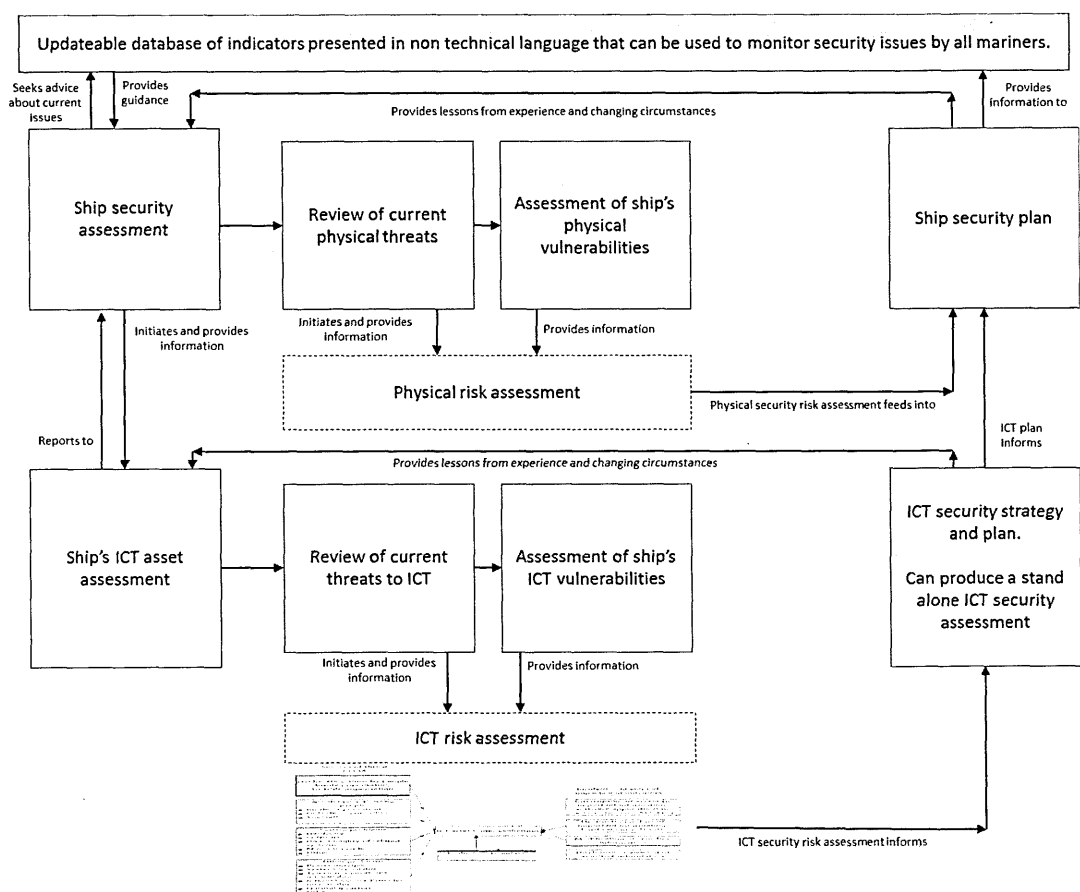 Updateable database of indicators presented in non technical language that can be used to monitor security issues by all mariners.
Seeks advice
about current
issues
Provides
guidance
Provides lessons from experience and changing circumstances
Provides
information to
Ship security
assessment
Review of current
physical threats
Assessment of ship's
physical
vulnerabilities
Ship security plan
Initiates and provides
information
Initiates and provides
information
Provides information
Physical risk assessment
Physical security risk assessment feeds into
Reports to
ICT plan
Informs
Provides lessons from experience and changing circumstances
Ship's ICT asset
assessment
Review of current
threats to ICT
Assessment of ship's
ICT vulnerabilities
ICT security strategy
and plan.
Can produce a stand
alone ICT security
assessment
Initiates and provides
information
Provides information
ICT risk assessment
ICT security risk assessment informs